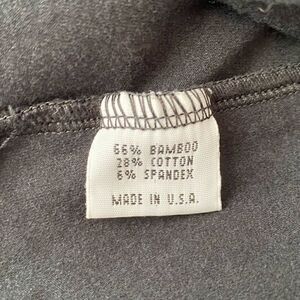 66% BAMBOO
28% COTTON
6% SPANDEX
MADE IN U.S.A.